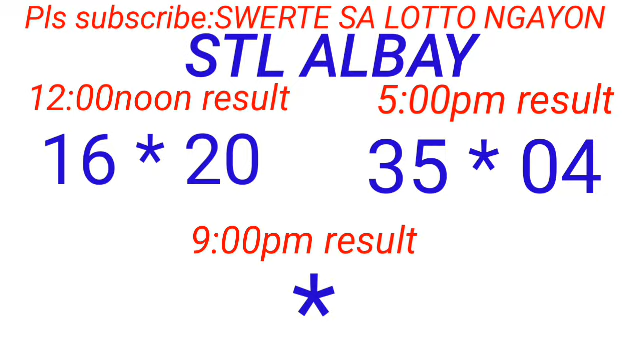 Pls subscribe:SWERTE SA LOTTO NGAYON
STL ALBAY
12:00noon result
16 * 20
5:00pm result
35 * 04
9:00pm result
*